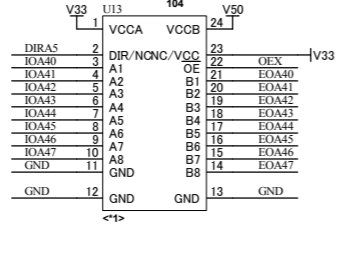 104
V33 U13 V50
1 VCCA VCCB 24
DIRA5 2 DIR/NC NC/VCC 23 V33
IOA40 3 A1 OE 22 OEX
IOA41 4 A2 B1 21 EOA40
IOA42 5 A3 B2 20 EOA41
IOA43 6 A4 B3 19 EOA42
IOA44 7 A5 B4 18 EOA43
IOA45 8 A6 B5 17 EOA44
IOA46 9 A7 B6 16 EOA45
IOA47 10 A8 B7 15 EOA46
GND 11 GND B8 14 EOA47
GND 12 GND GND 13 GND
<*1>